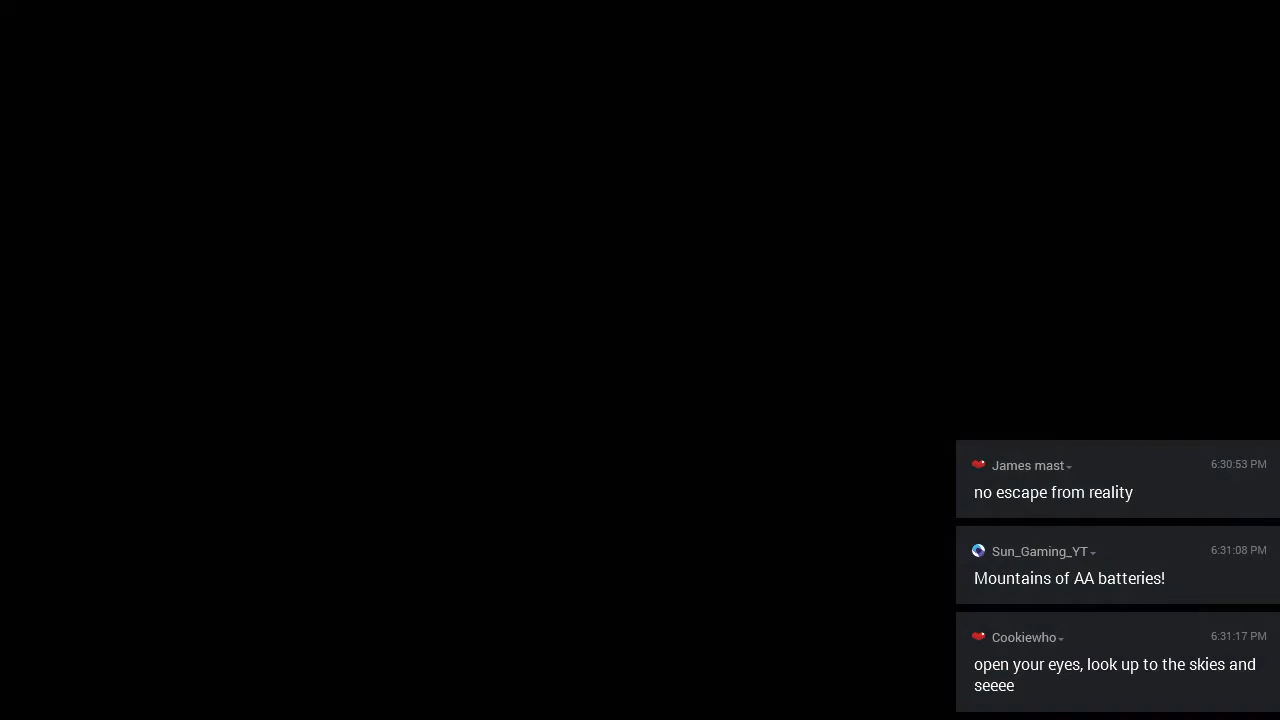 James mast
6:30:53 PM
no escape from reality
Sun_Gaming_YT
6:31:08 PM
Mountains of AA batteries!
Cookiewho
6:31:17 PM
open your eyes, look up to the skies and
seeee